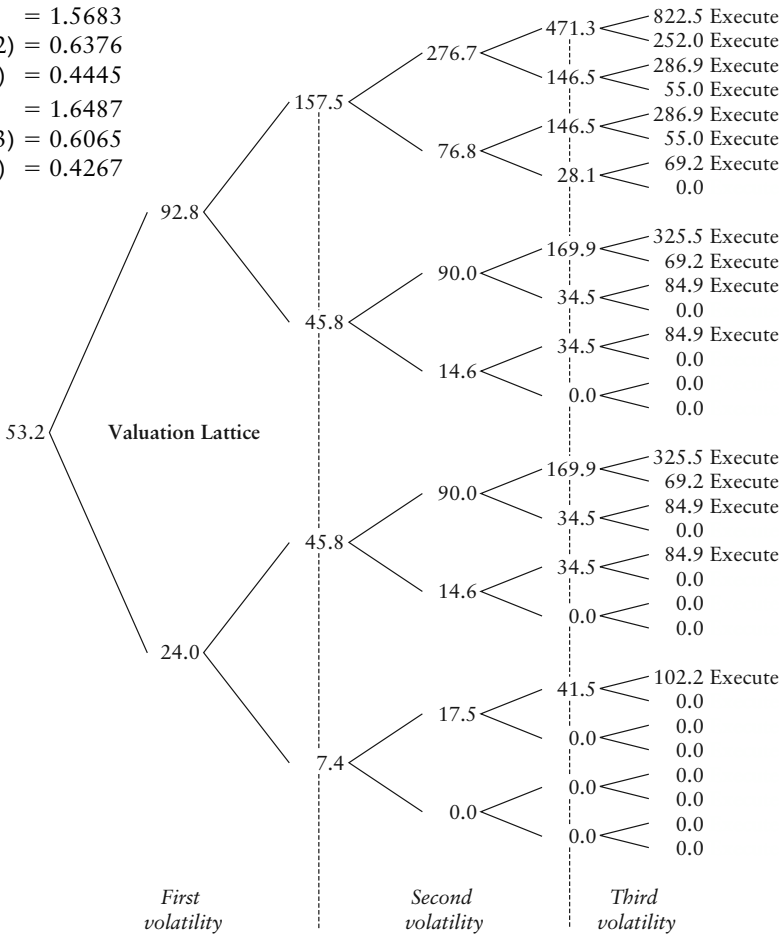 = 1.5683
2) = 0.6376
) = 0.4445
= 1.6487
3) = 0.6065
) = 0.4267
53.2
92.8
24.0
Valuation Lattice
157.5
45.8
45.8
7.4
276.7
76.8
90.0
14.6
90.0
14.6
17.5
0.0
471.3
146.5
146.5
28.1
169.9
34.5
34.5
0.0
169.9
34.5
34.5
0.0
41.5
0.0
0.0
0.0
822.5 Execute
252.0 Execute
286.9 Execute
55.0 Execute
286.9 Execute
55.0 Execute
69.2 Execute
0.0
325.5 Execute
69.2 Execute
84.9 Execute
0.0
84.9 Execute
0.0
0.0
0.0
325.5 Execute
69.2 Execute
84.9 Execute
0.0
84.9 Execute
0.0
0.0
0.0
102.2 Execute
0.0
0.0
0.0
0.0
0.0
0.0
0.0
First
volatility
Second
volatility
Third
volatility